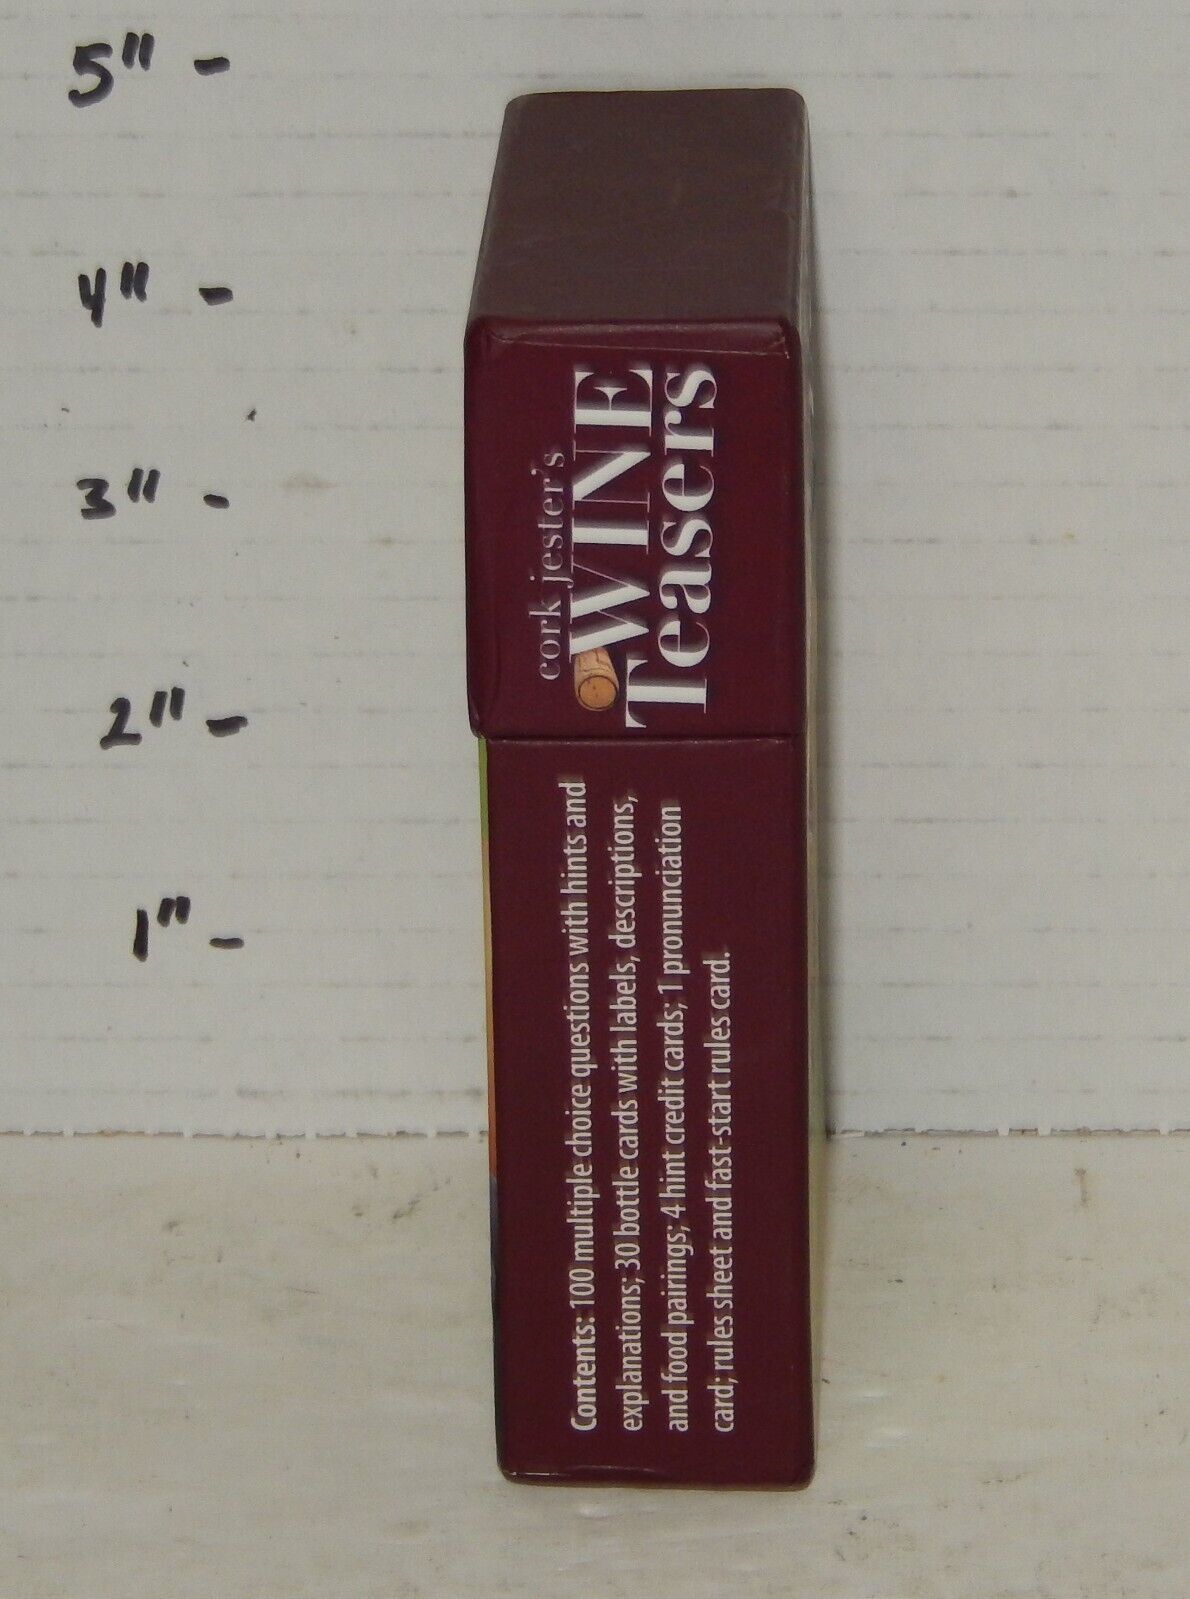 5" -
4" -
3" -
2" -
1" -
cork jester's
WINE
Teasers
Contents: 100 multiple choice questions with hints and
explanations; 30 bottle cards with labels, descriptions,
and food pairings; 4 hint credit cards; 1 pronunciation
card; rules sheet and fast-start rules card.